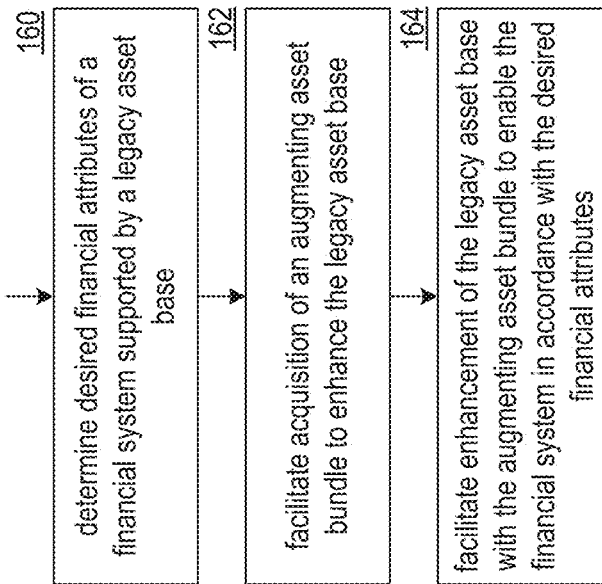 160
determine desired financial attributes of a
financial system supported by a legacy asset
base
162
facilitate acquisition of an augmenting asset
bundle to enhance the legacy asset base
164
facilitate enhancement of the legacy asset base
with the augmenting asset bundle to enable the
financial system in accordance with the desired
financial attributes